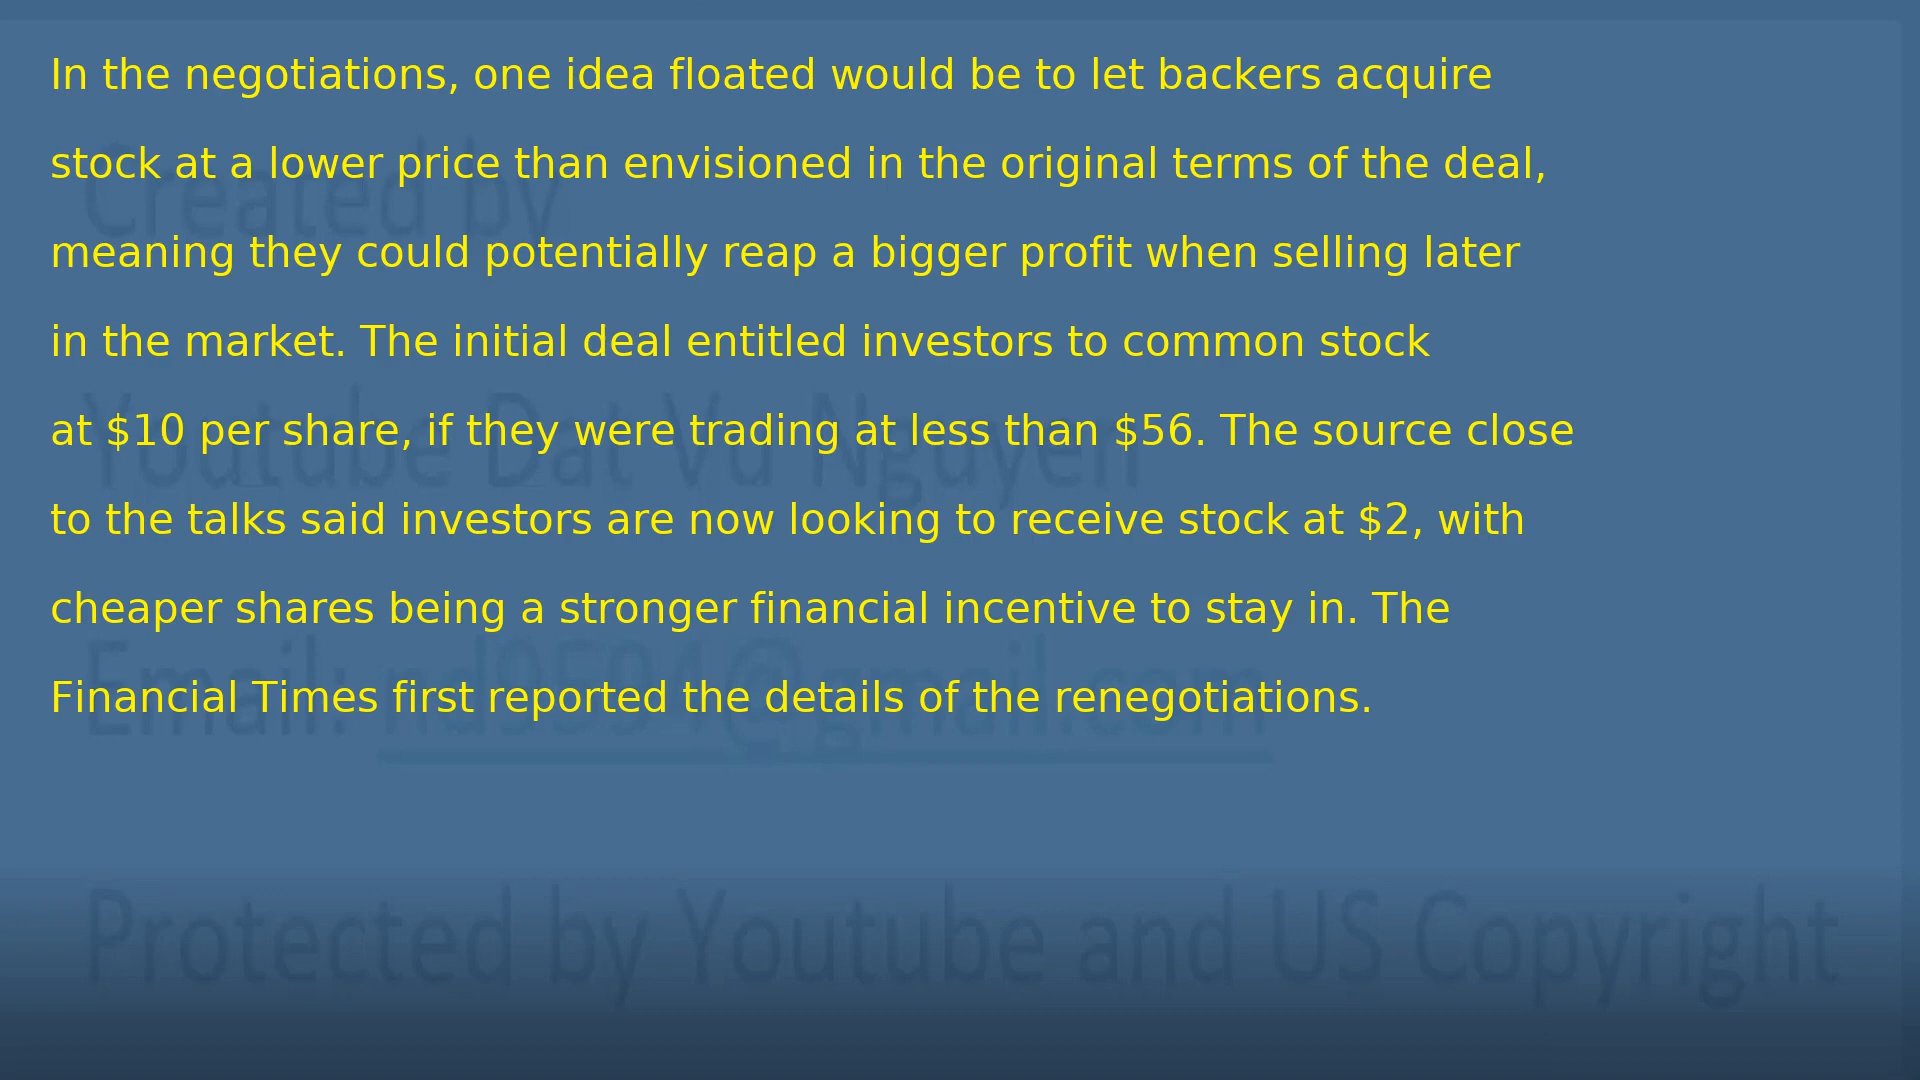 In the negotiations, one idea floated would be to let backers acquire
stock at a lower price than envisioned in the original terms of the deal,
Created by
meaning they could potentially reap a bigger profit when selling later
in the market. The initial deal entitled investors to common stock
at $10 per share, if they were trading at less than $56. The source close
Youtube Dat Vu Nguyen
to the talks said investors are now looking to receive stock at $2, with
cheaper shares being a stronger financial incentive to stay in. The
Financial Times first reported the details of the renegotiations.
Email: nd9594@gmail.com
Protected by Youtube and US Copyright